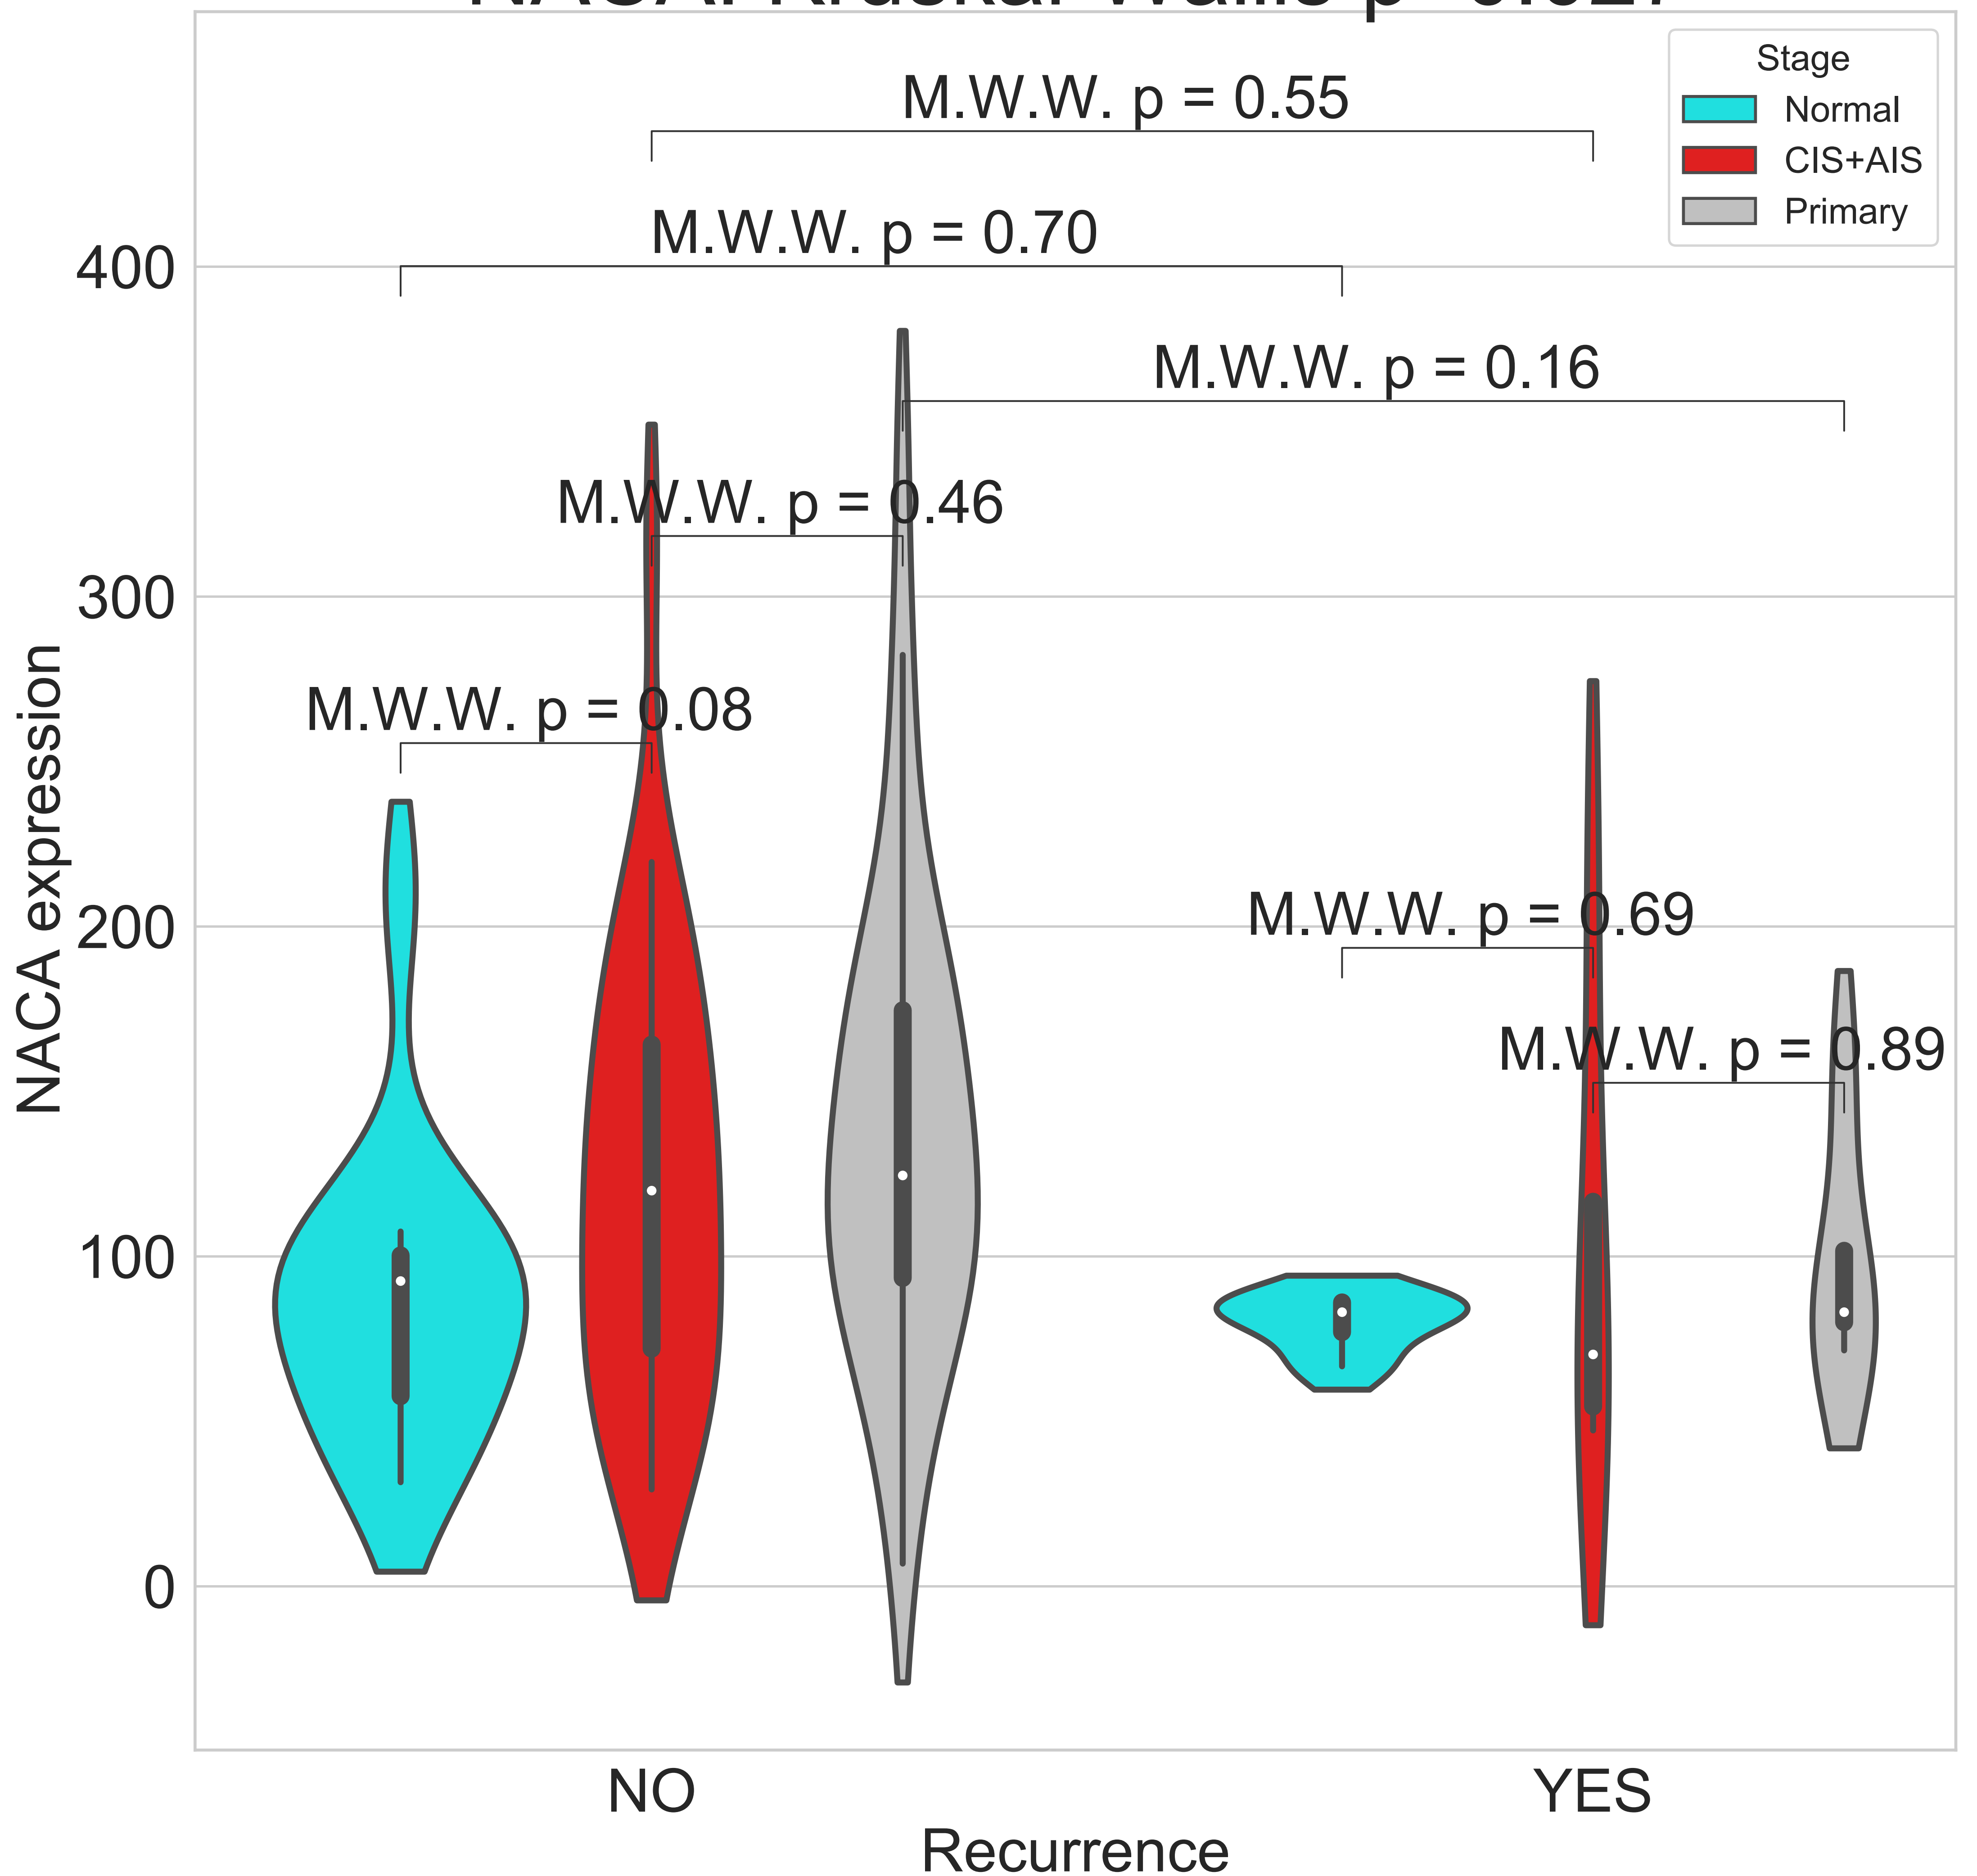 Stage
Normal
CIS+AIS
Primary
M.W.W. p = 0.55
M.W.W. p = 0.70
M.W.W. p = 0.16
M.W.W. p = 0.46
M.W.W. p = 0.08
M.W.W. p = 0.69
M.W.W. p = 0.89
400
300
200
100
0
NACA expression
NO
YES
Recurrence